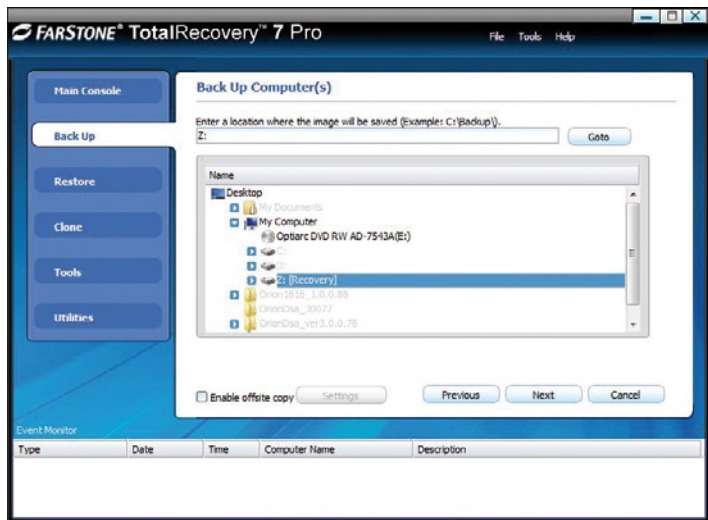 FARSTONE® TotalRecovery™ 7 Pro
File Tools Help
Main Console
Back Up
Restore
Clone
Tools
Utilities
Back Up Computer(s)
Enter a location where the image will be saved (Example: C:\Backup\).
Z:
Goto
Name
Desktop
My Documents
My Computer
Optiarc DVD RW AD-7543A(E:)
C:
Z: [Recovery]
Orion1616_1.0.0.88
OrionDsa_30077
OrionDsa_ver3.0.0.78
Enable offsite copy Settings Previous Next Cancel
Event Monitor
Type Date Time Computer Name Description